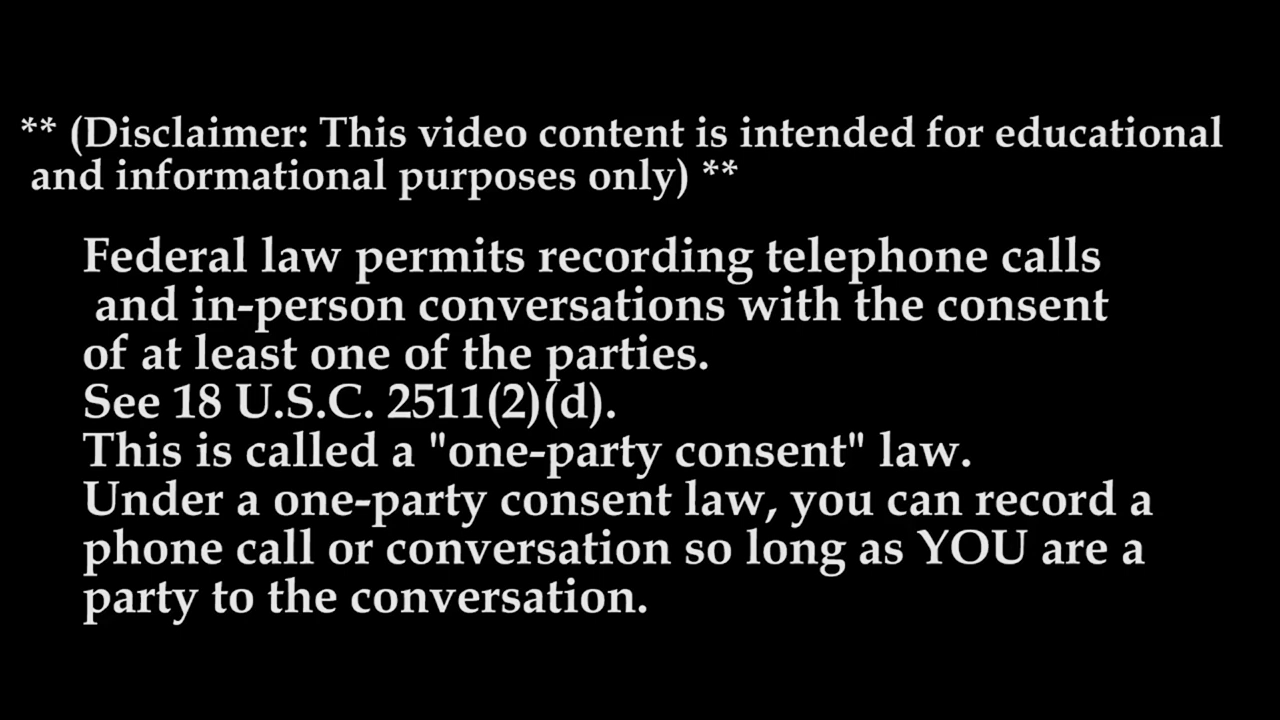 ** (Disclaimer: This video content is intended for educational
and informational purposes only) **
Federal law permits recording telephone calls
and in-person conversations with the consent
of at least one of the parties.
See 18 U.S.C. 2511(2)(d).
This is called a "one-party consent" law.
Under a one-party consent law, you can record a
phone call or conversation so long as YOU are a
party to the conversation.